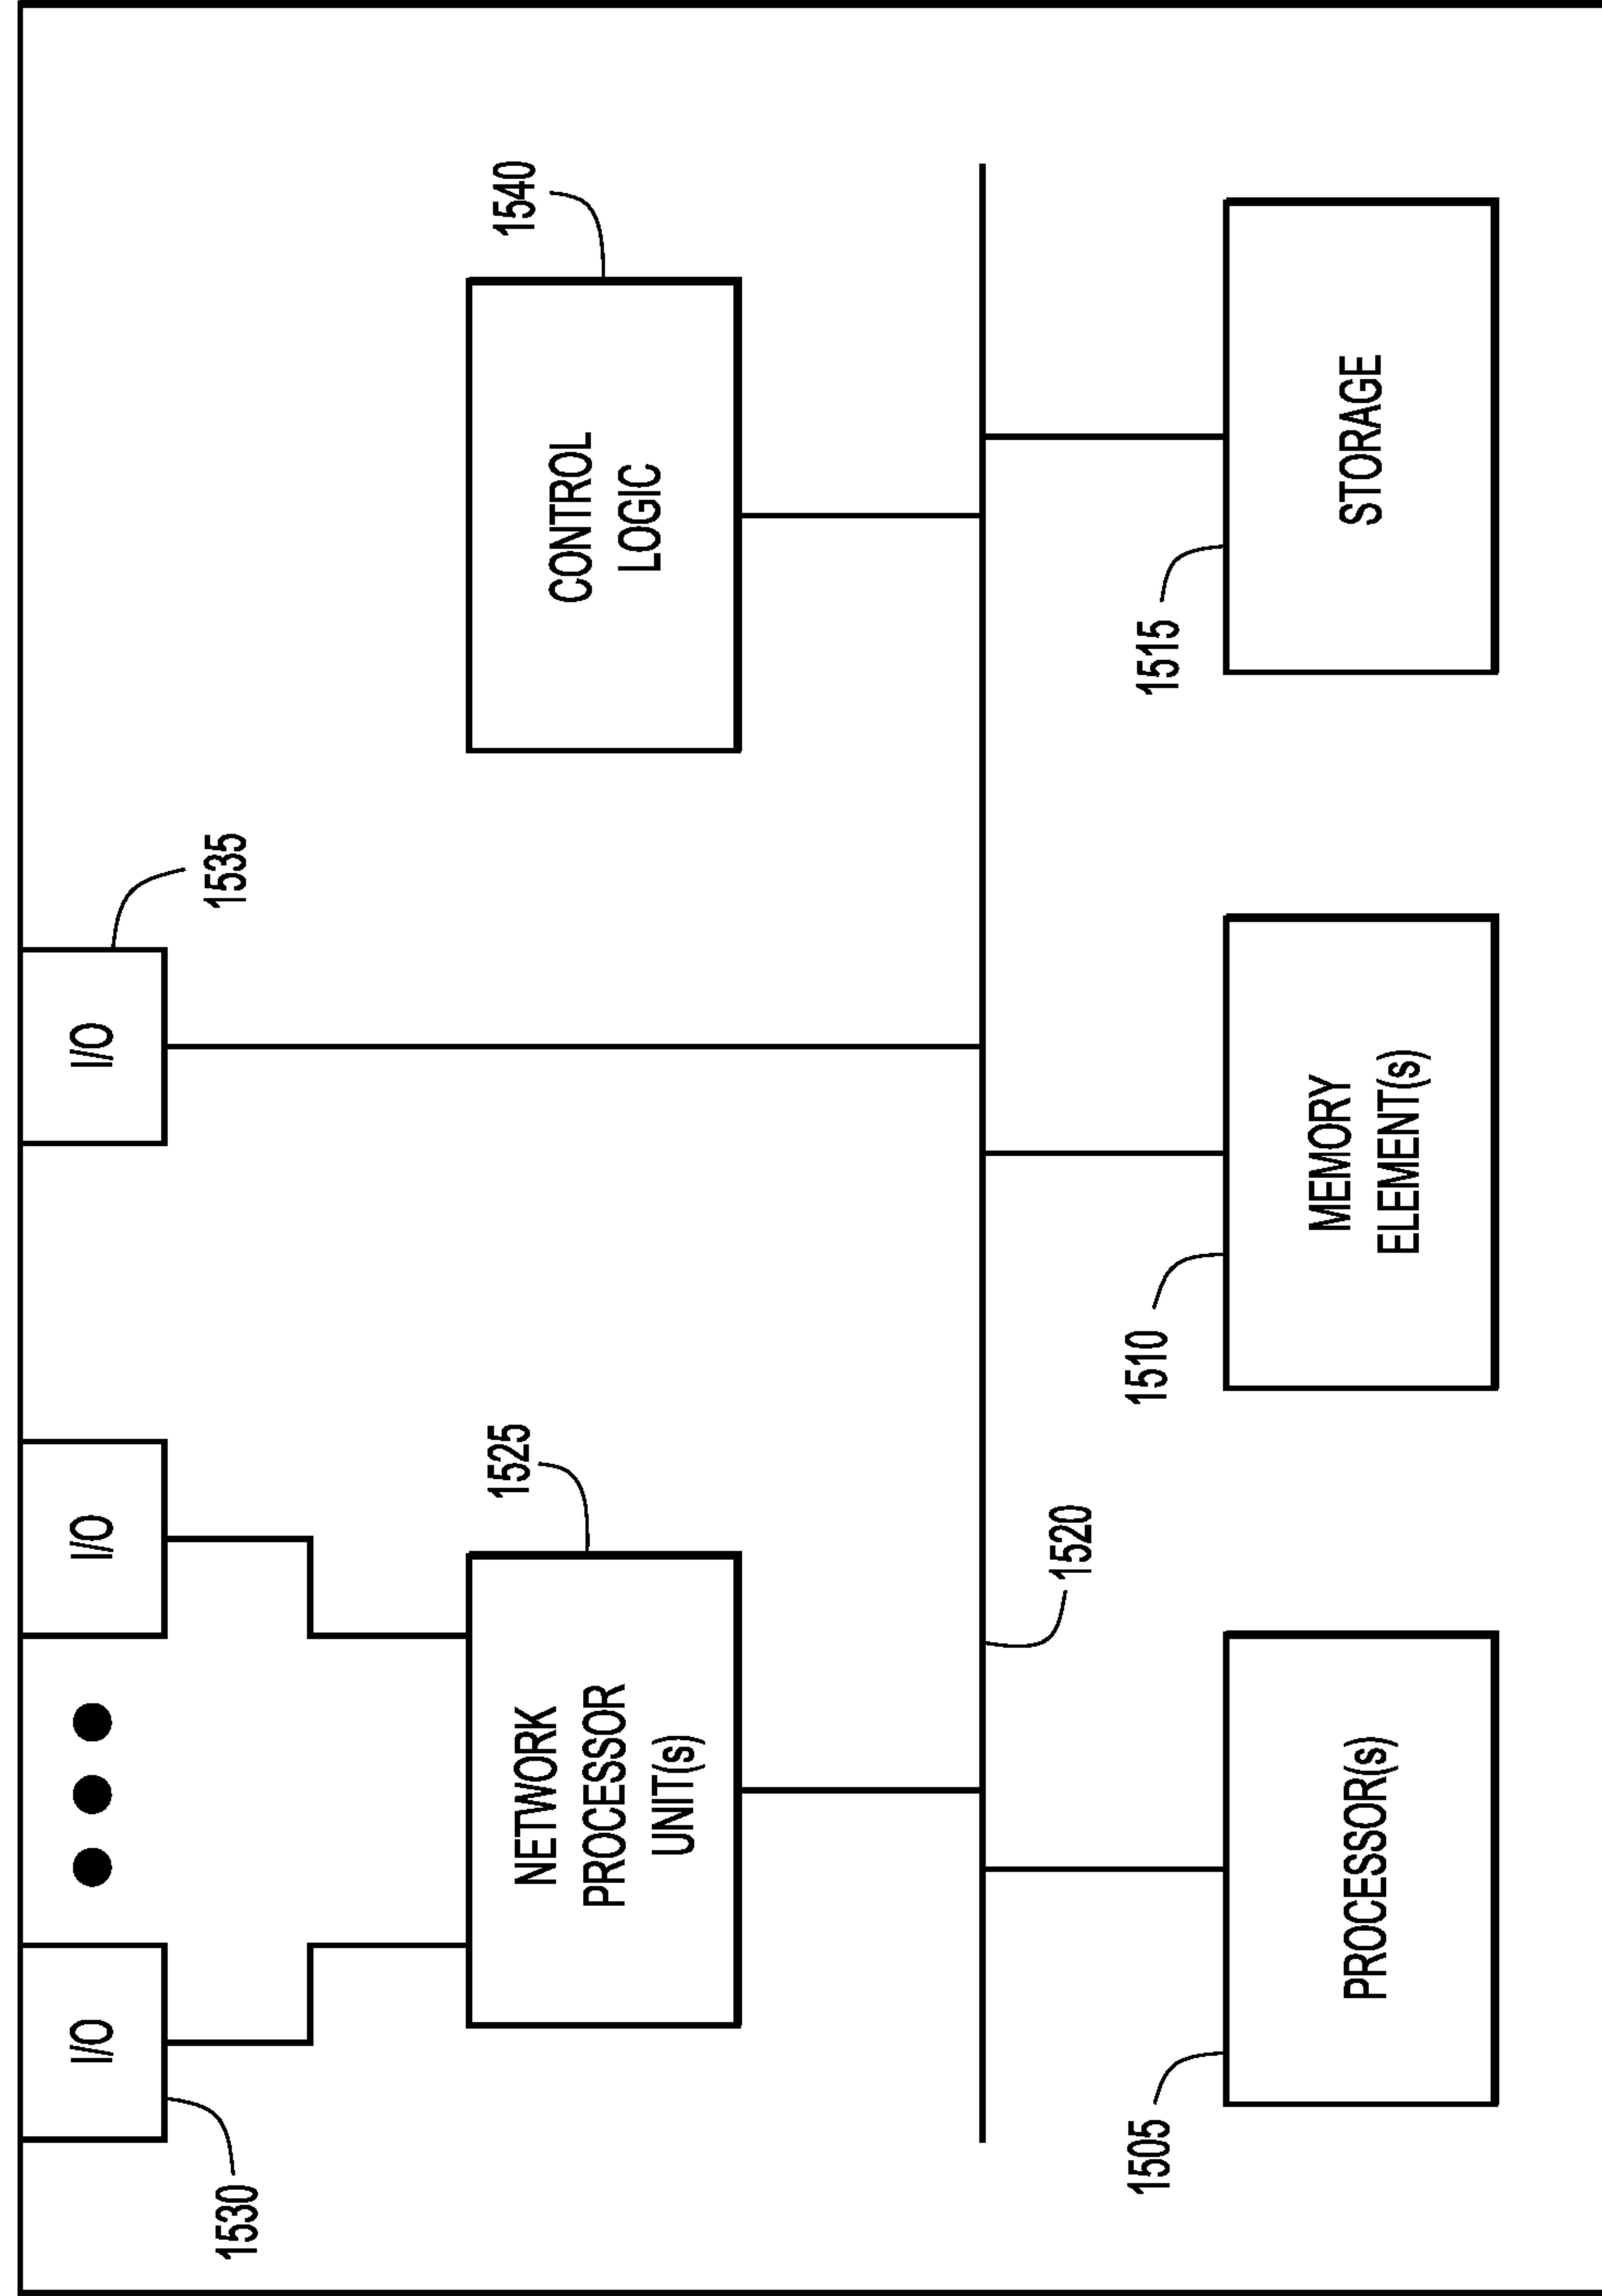 I/O
I/O
I/O
1530
1535
1525
1540
NETWORK
PROCESSOR
UNIT(s)
CONTROL
LOGIC
1520
1505
1510
1515
PROCESSOR(s)
MEMORY
ELEMENT(s)
STORAGE